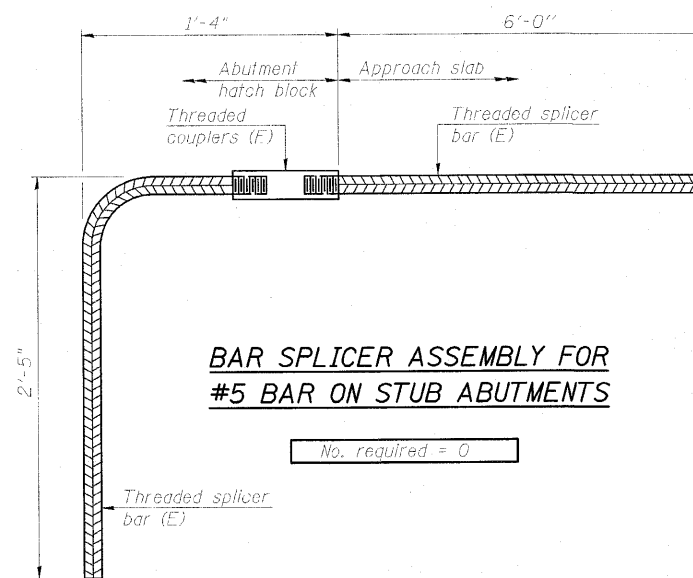 1'-4"
6'-0"
Abutment
hatch block
Approach slab
Threaded
couplers (E)
Threaded splicer
bar (E)
2'-5"
BAR SPLICER ASSEMBLY FOR
#5 BAR ON STUB ABUTMENTS
No. required = 0
Threaded splicer
bar (E)